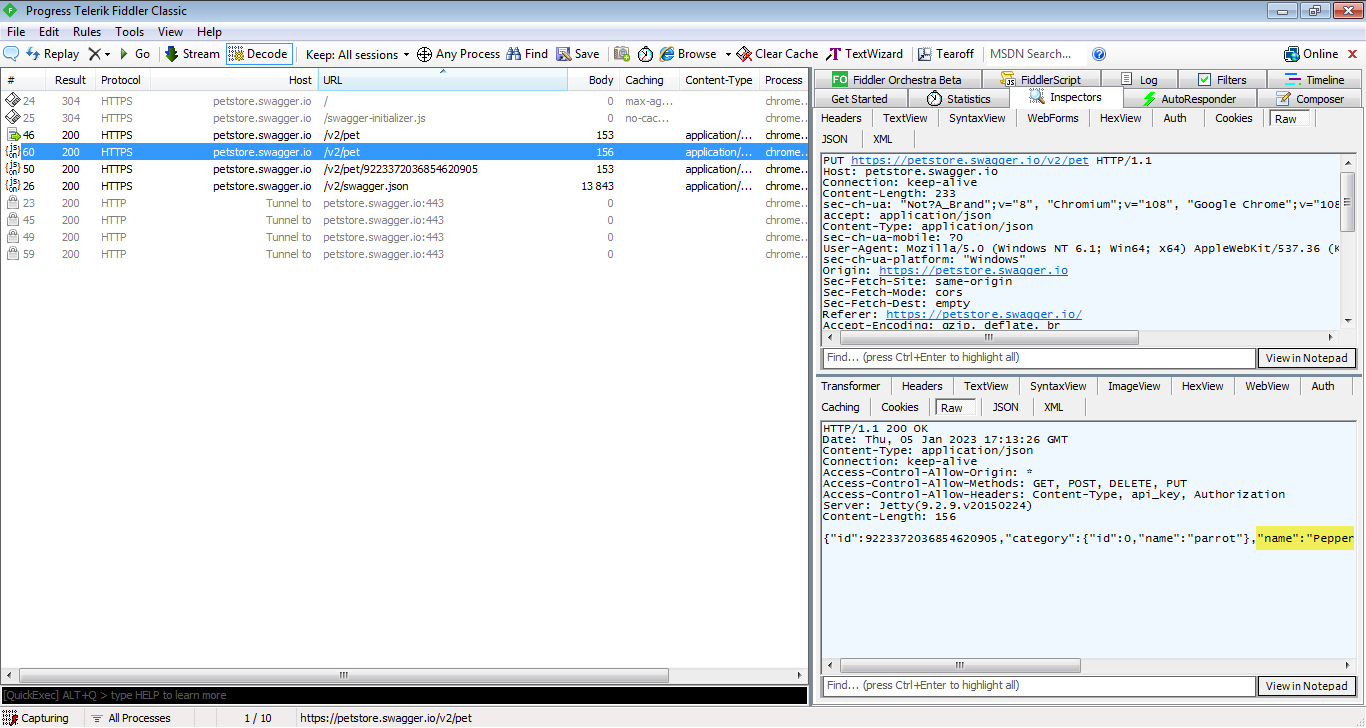 Progress Telerik Fiddler Classic
File Edit Rules Tools View Help
Replay Go Stream Decode Keep: All sessions Any Process Find Save Browse Clear Cache TextWizard Tearoff MSDN Search... Online
# Result Protocol Host URL Body Caching Content-Type Process
24 304 HTTPS petstore.swagger.io / 0 max-ag... chrome...
25 304 HTTPS petstore.swagger.io /swagger-initializer.js 0 no-cac... chrome...
46 200 HTTPS petstore.swagger.io /v2/pet 153 application/... chrome...
60 200 HTTPS petstore.swagger.io /v2/pet 156 application/... chrome...
50 200 HTTPS petstore.swagger.io /v2/pet/9223372036854620905 153 application/... chrome...
26 200 HTTPS petstore.swagger.io /v2/swagger.json 13 843 application/... chrome...
23 200 HTTP Tunnel to petstore.swagger.io:443 0 chrome...
45 200 HTTP Tunnel to petstore.swagger.io:443 0 chrome...
49 200 HTTP Tunnel to petstore.swagger.io:443 0 chrome...
59 200 HTTP Tunnel to petstore.swagger.io:443 0 chrome...
FO Fiddler Orchestra Beta FiddlerScript Log Filters Timeline
Get Started Statistics Inspectors AutoResponder Composer
Headers TextView SyntaxView WebForms HexView Auth Cookies Raw
JSON XML
PUT https://petstore.swagger.io/v2/pet HTTP/1.1
Host: petstore.swagger.io
Connection: keep-alive
Content-Length: 233
sec-ch-ua: "Not?A_Brand";v="8", "Chromium";v="108", "Google Chrome";v="108
accept: application/json
Content-Type: application/json
sec-ch-ua-mobile: ?0
User-Agent: Mozilla/5.0 (Windows NT 6.1; Win64; x64) AppleWebKit/537.36 (K
sec-ch-ua-platform: "Windows"
Origin: https://petstore.swagger.io
Sec-Fetch-Site: same-origin
Sec-Fetch-Mode: cors
Sec-Fetch-Dest: empty
Referer: https://petstore.swagger.io/
Accept-Encoding: gzip, deflate, br
Find... (press Ctrl+Enter to highlight all) View in Notepad
Transformer Headers TextView SyntaxView ImageView HexView WebView Auth
Caching Cookies Raw JSON XML
HTTP/1.1 200 OK
Date: Thu, 05 Jan 2023 17:13:26 GMT
Content-Type: application/json
Connection: keep-alive
Access-Control-Allow-Origin: *
Access-Control-Allow-Methods: GET, POST, DELETE, PUT
Access-Control-Allow-Headers: Content-Type, api_key, Authorization
Server: Jetty(9.2.9.v20150224)
Content-Length: 156
{"id":9223372036854620905,"category":{"id":0,"name":"parrot"},"name":"Pepper
Find... (press Ctrl+Enter to highlight all) View in Notepad
[QuickExec] ALT+Q > type HELP to learn more
Capturing All Processes 1 / 10 https://petstore.swagger.io/v2/pet